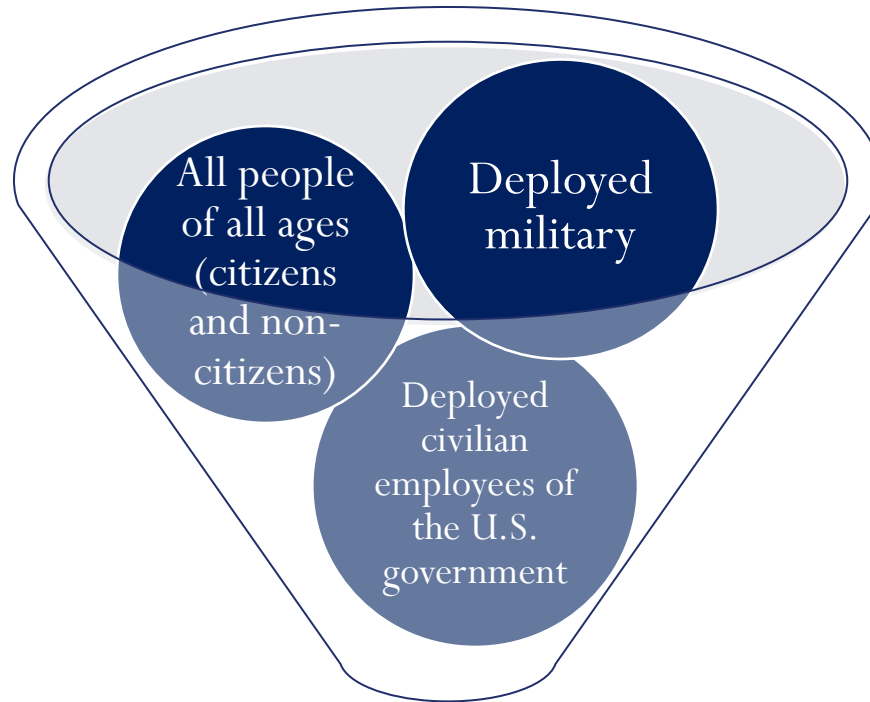 All people
of all ages
(citizens
and non-
citizens)
Deployed
military
Deployed
civilian
employees of
the U.S.
government